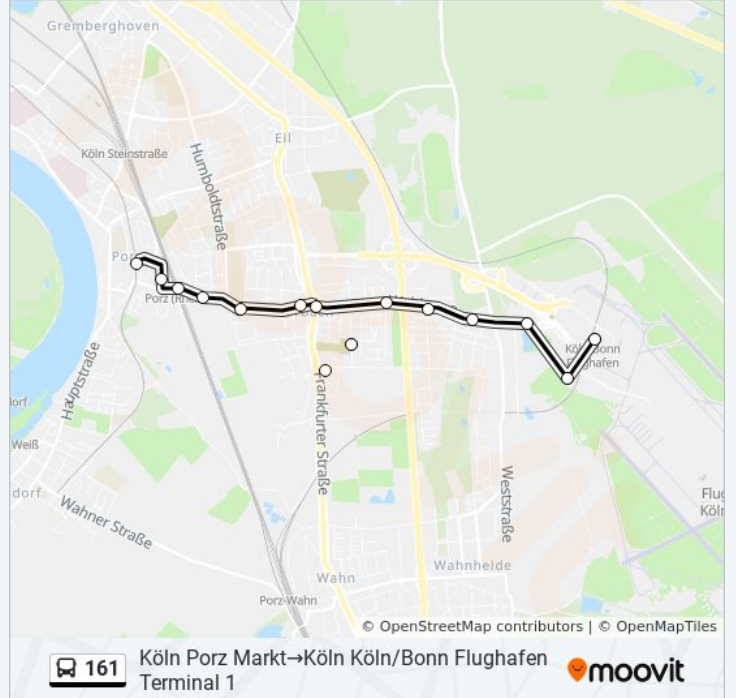 Gremberghoven
Eil
Köln Steinstraße
Humboldtstraße
Porz (Rhe
Köln Bonn
Flughafen
Hauptstraße
Frankfurter Straße
dorf
Weiß
dorf
Weststraße
Flug
Köln
Wahner Straße
Wahnheide
Wahn
Porz-Wahn
© OpenStreetMap contributors | © OpenMapTiles
161
Köln Porz Markt→Köln Köln/Bonn Flughafen
Terminal 1
moovit